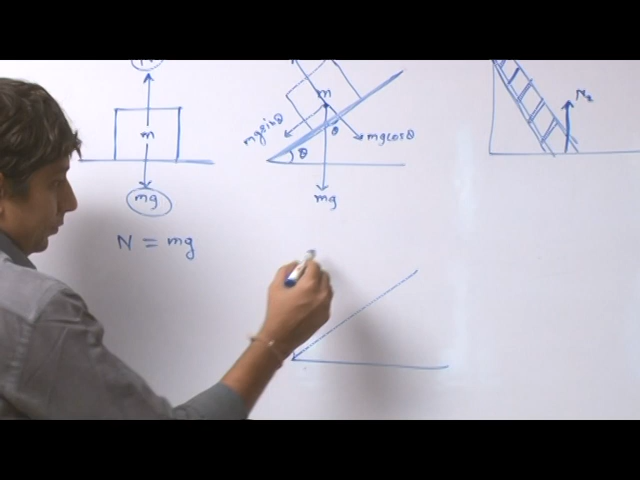 m
mg
N = mg
m
mgsinθ
θ
θ
mgcosθ
mg
N₂